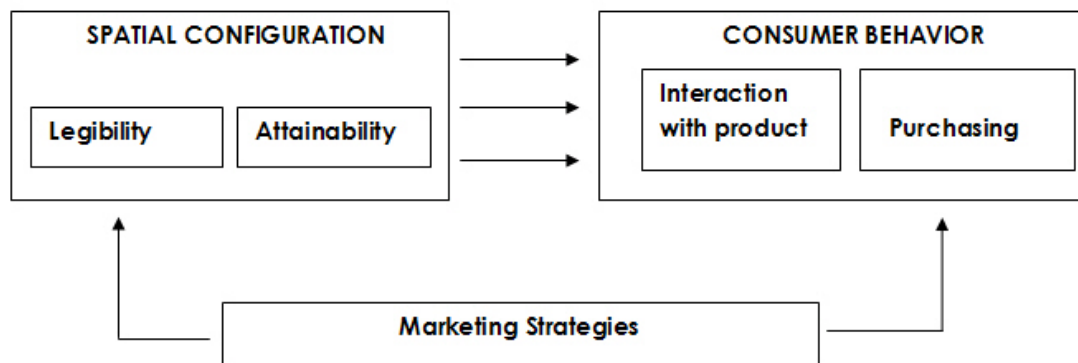 SPATIAL CONFIGURATION
Legibility
Attainability
CONSUMER BEHAVIOR
Interaction
with product
Purchasing
Marketing Strategies